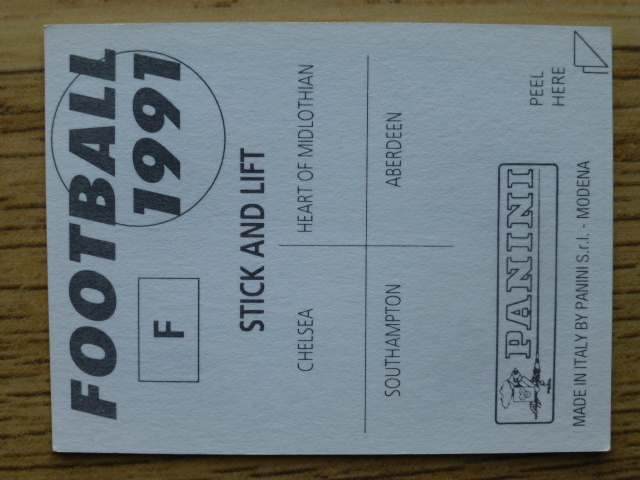 FOOTBALL
1991
F
STICK AND LIFT
CHELSEA
HEART OF MIDLOTHIAN
SOUTHAMPTON
ABERDEEN
PANINI
PEEL
HERE
MADE IN ITALY BY PANINI S.r.l. - MODENA